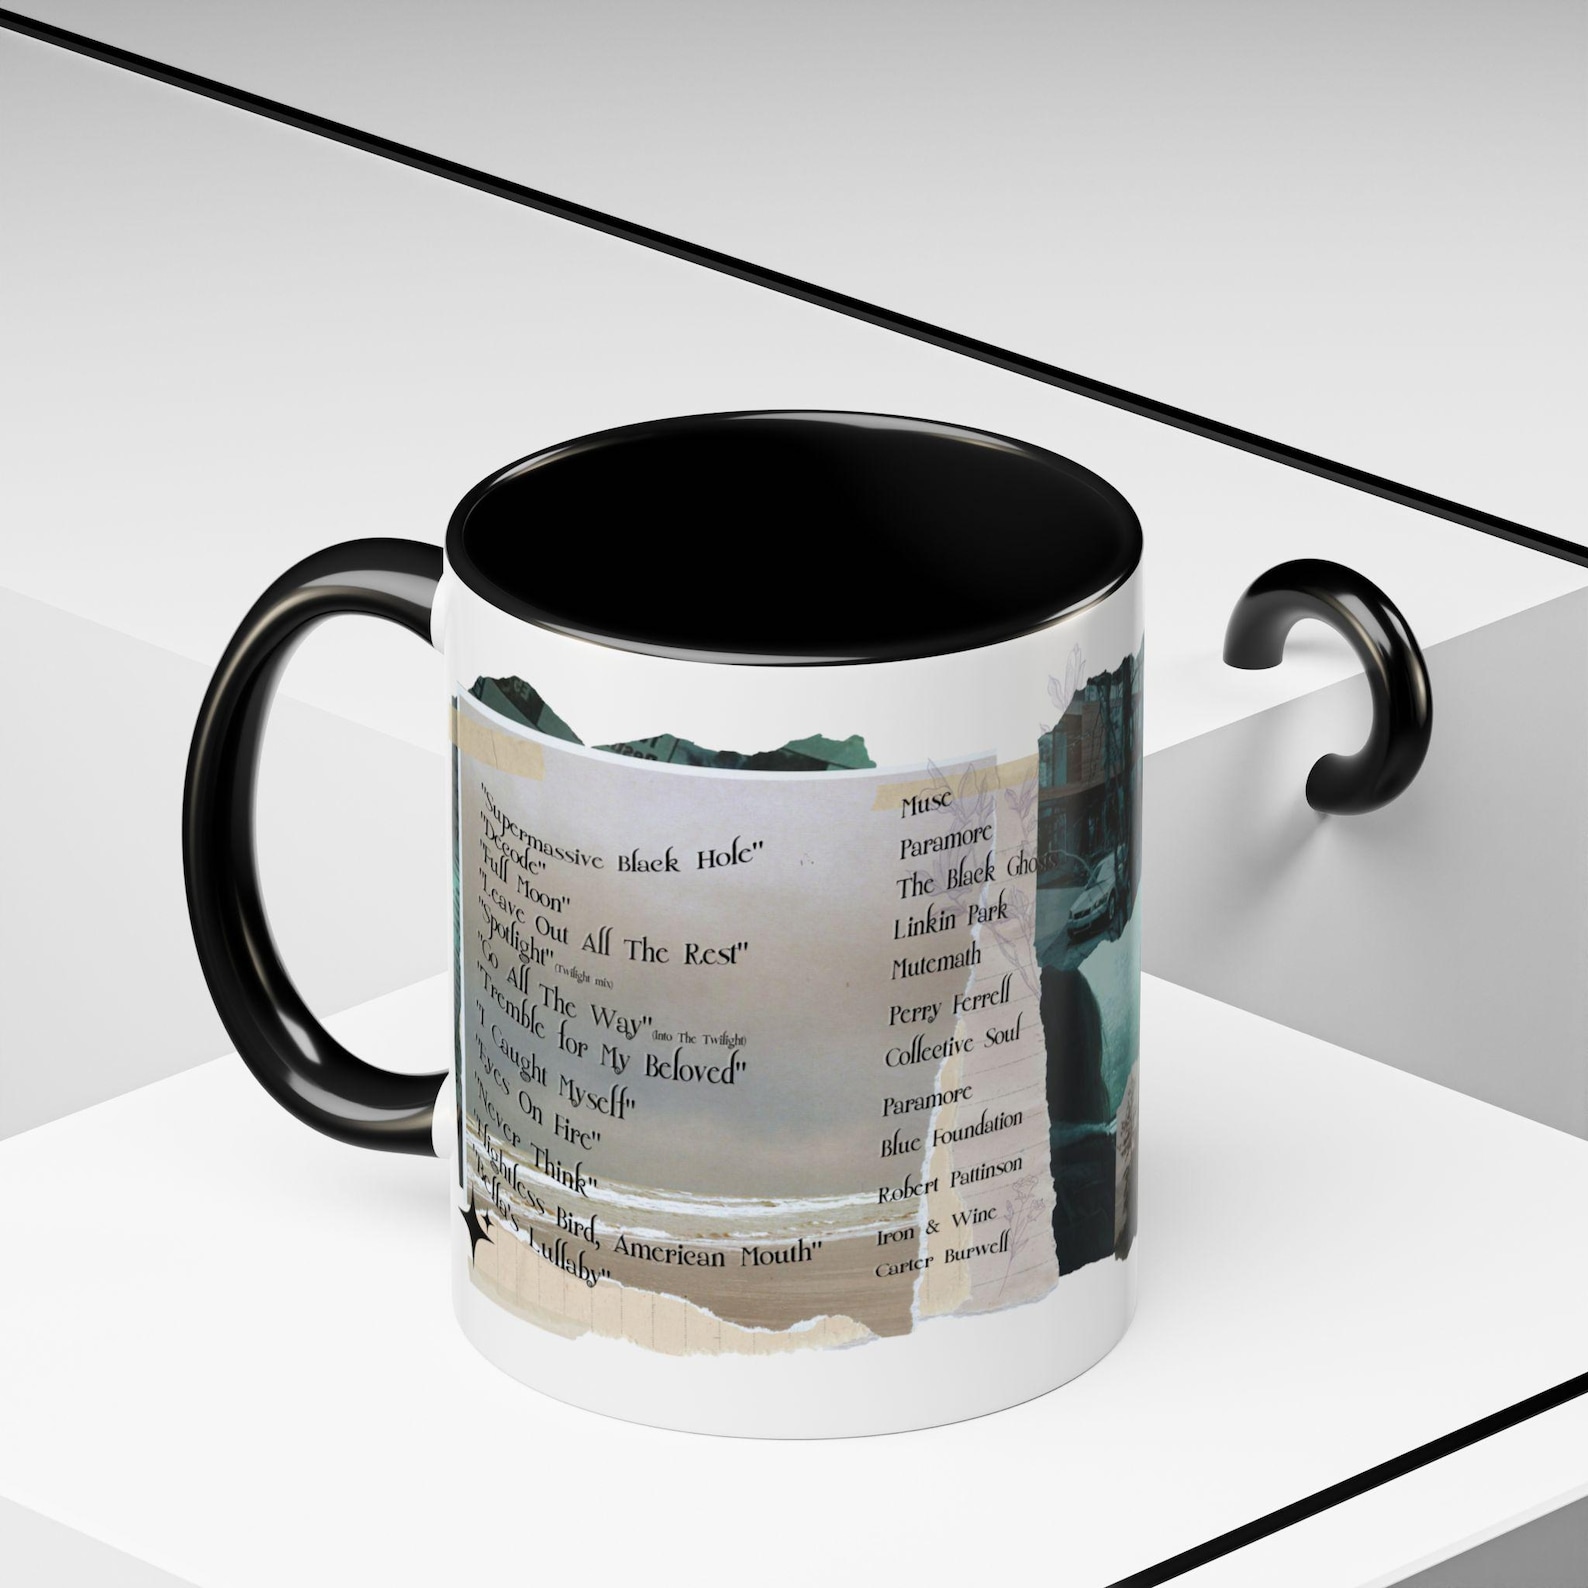 "Supermassive Black Hole" Muse
"Decode" Paramore
"Full Moon" The Black Ghosts
"Leave Out All The Rest" Linkin Park
"Spotlight" (Twilight mix) Mutemath
"Go All The Way" (Into The Twilight) Perry Ferrell
"Tremble for My Beloved" Collective Soul
"I Caught Myself" Paramore
"Eyes On Fire" Blue Foundation
"Never Think" Robert Pattinson
"Flightless Bird, American Mouth" Iron & Wine
"Bella's Lullaby" Carter Burwell